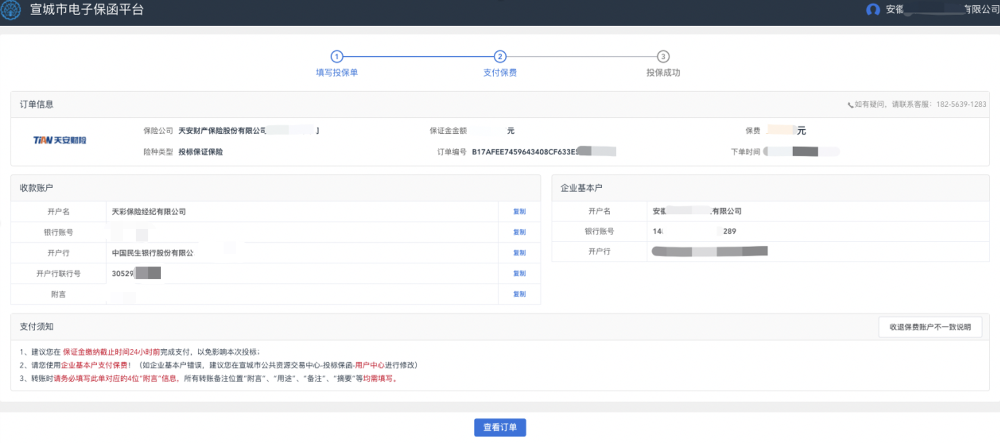 宣城市电子保函平台
安徽 有限公司
1 2 3
填写投保单 支付保费 投保成功
订单信息
如有疑问，请联系客服：182-5639-1283
TIAN 天安财险
保险公司 天安财产保险股份有限公司
保证金金额 元
保费 元
险种类型 投标保证保险
订单编号 B17AFEE7459643408CF633E
下单时间
收款账户
开户名 天彩保险经纪有限公司 复制
银行账号 复制
开户行 中国民生银行股份有限公 复制
开户行联行号 30529 复制
附言 复制
企业基本户
开户名 安徽 有限公司
银行账号 14 289
开户行
支付须知
收退保费账户不一致说明
1、建议您在 保证金缴纳截止时间24小时前完成支付，以免影响本次投标；
2、请您使用企业基本户支付保费！（如企业基本户错误，建议您在宣城市公共资源交易中心-投标保函-用户中心进行修改）
3、转账时请务必填写此单对应的4位“附言”信息，所有转账备注位置“附言”、“用途”、“备注”、“摘要”等均需填写。
查看订单